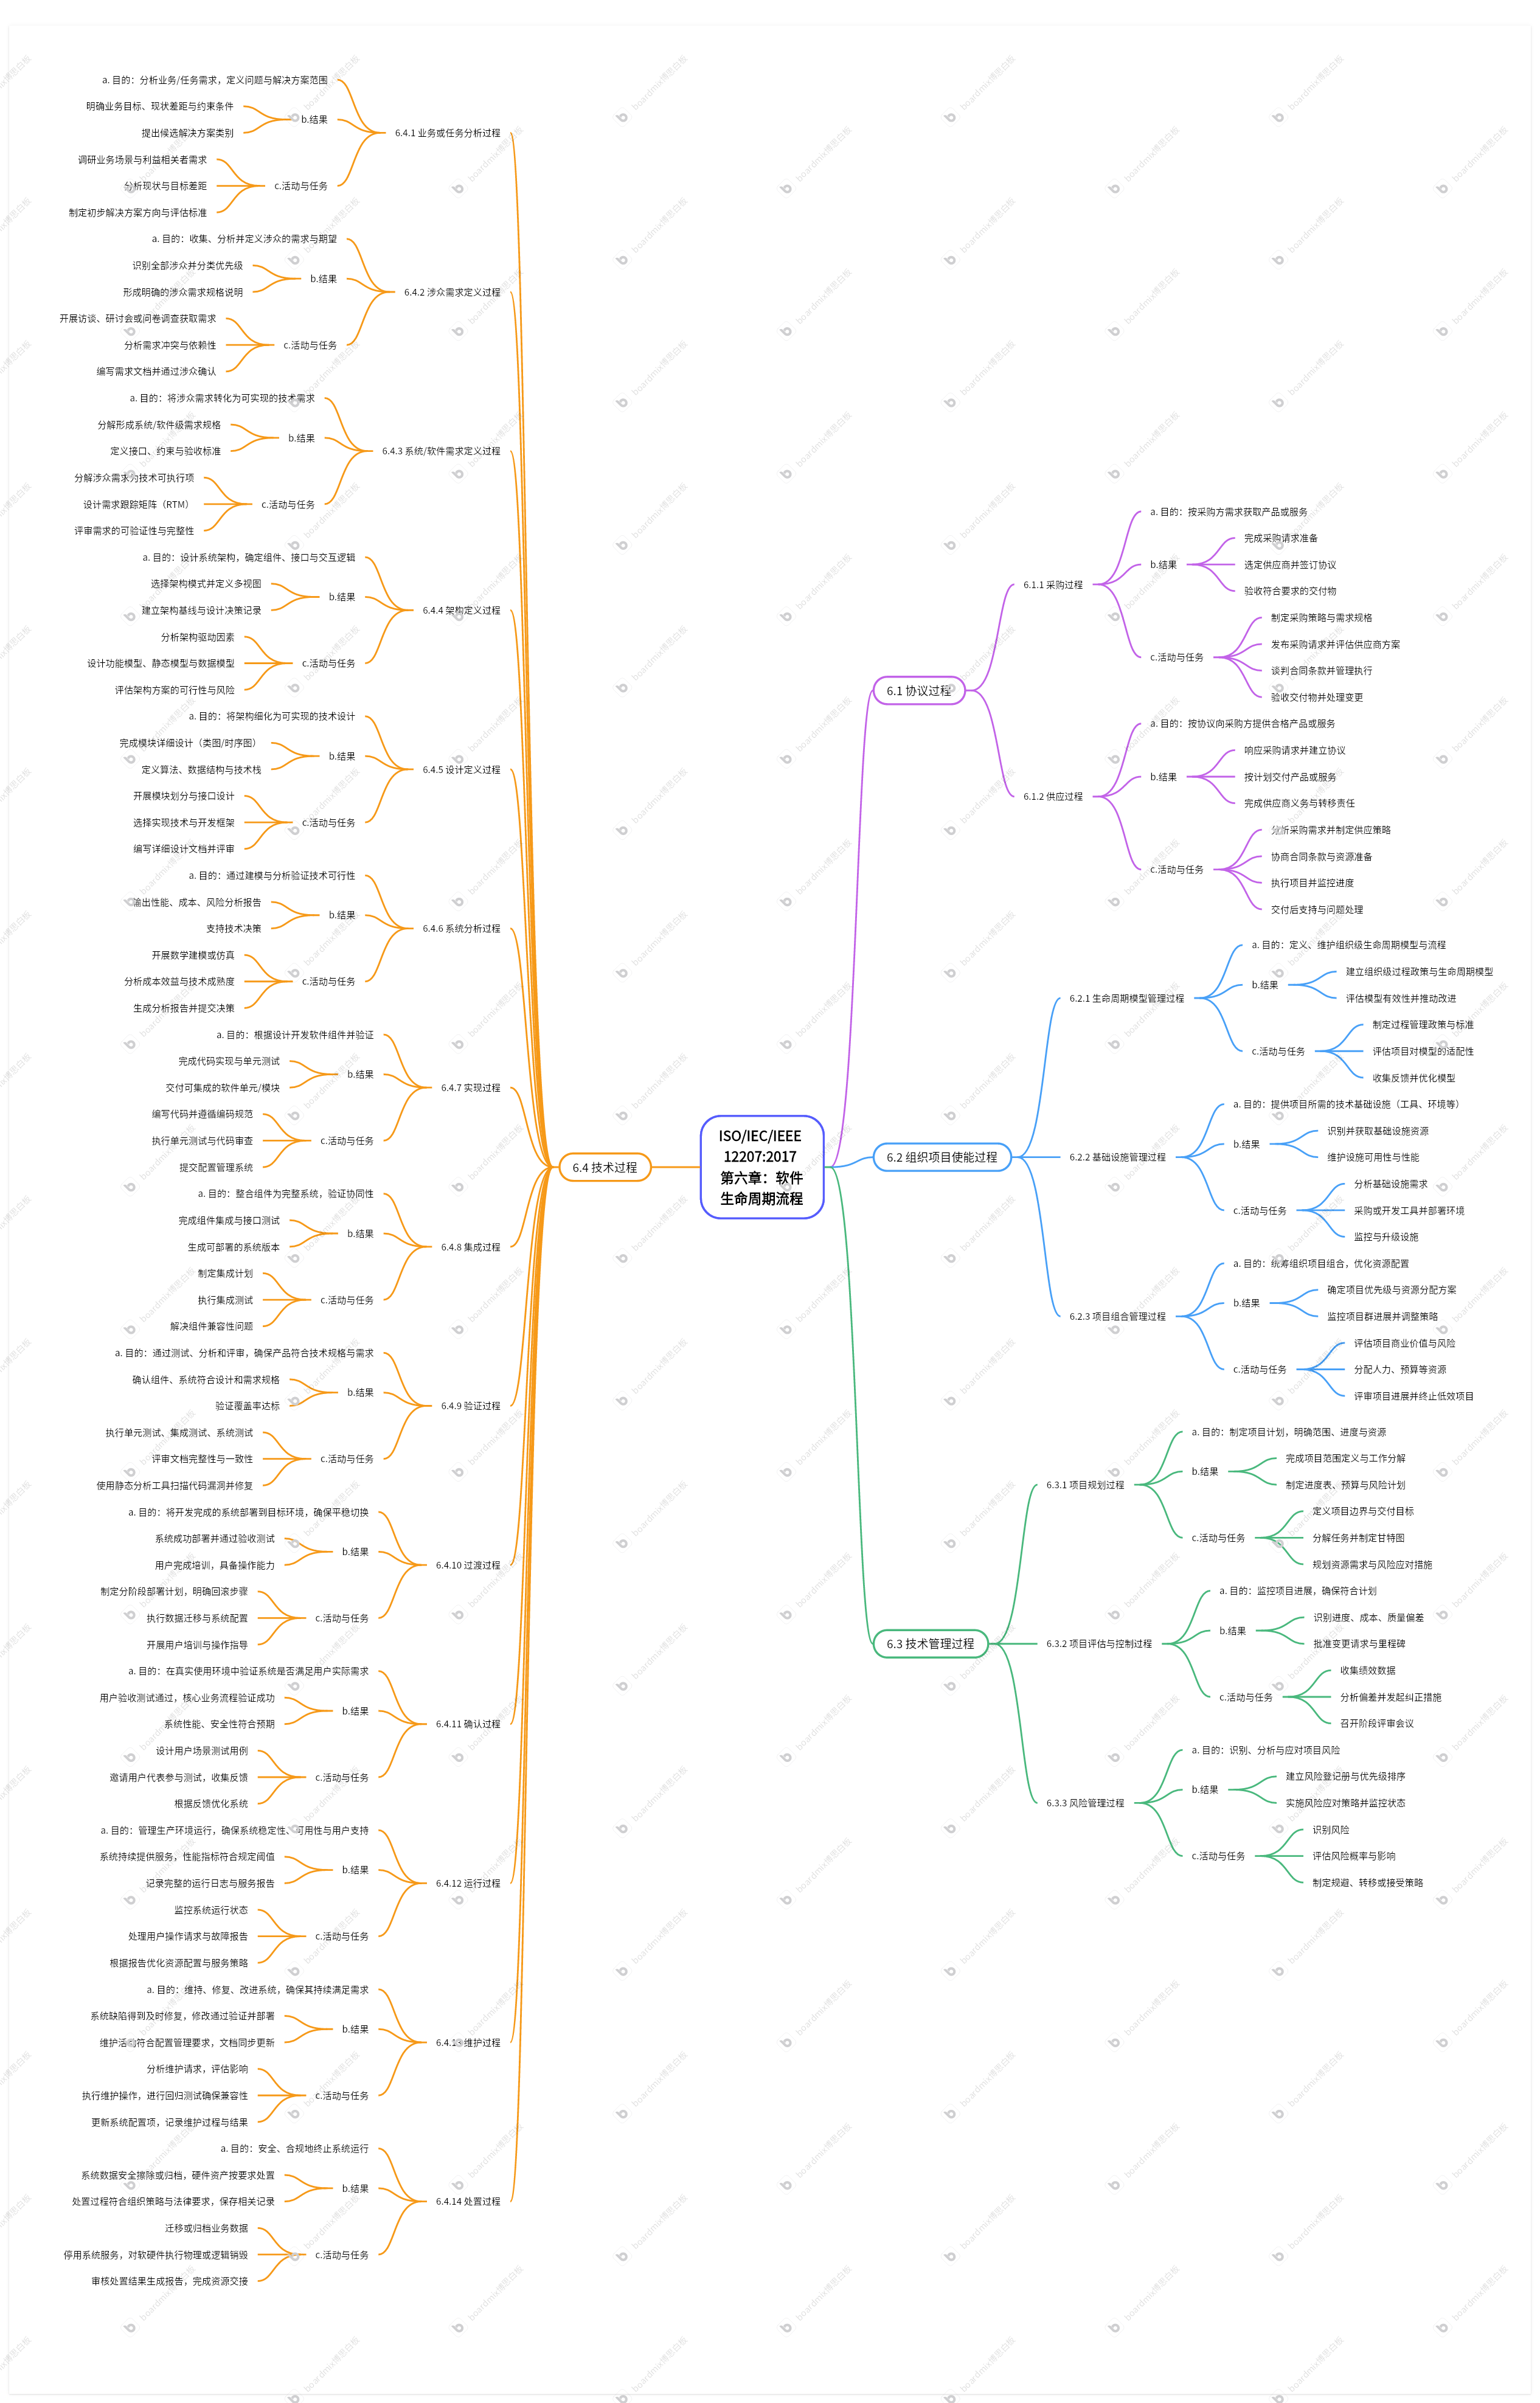 ISO/IEC/IEEE
12207:2017
第六章：软件
生命周期流程
6.1 协议过程
6.1.1 采购过程
a. 目的：按采购方需求获取产品或服务
b.结果
完成采购请求准备
选定供应商并签订协议
验收符合要求的交付物
c.活动与任务
制定采购策略与需求规格
发布采购请求并评估供应商方案
谈判合同条款并管理执行
验收交付物并处理变更
6.1.2 供应过程
a. 目的：按协议向采购方提供合格产品或服务
b.结果
响应采购请求并建立协议
按计划交付产品或服务
完成供应商义务与转移责任
c.活动与任务
分析采购需求并制定供应策略
协商合同条款与资源准备
执行项目并监控进度
交付后支持与问题处理
6.2 组织项目使能过程
6.2.1 生命周期模型管理过程
a. 目的：定义、维护组织级生命周期模型与流程
b.结果
建立组织级过程政策与生命周期模型
评估模型有效性并推动改进
c.活动与任务
制定过程管理政策与标准
评估项目对模型的适配性
收集反馈并优化模型
6.2.2 基础设施管理过程
a. 目的：提供项目所需的技术基础设施（工具、环境等）
b.结果
识别并获取基础设施资源
维护设施可用性与性能
c.活动与任务
分析基础设施需求
采购或开发工具并部署环境
监控与升级设施
6.2.3 项目组合管理过程
a. 目的：统筹组织项目组合，优化资源配置
b.结果
确定项目优先级与资源分配方案
监控项目群进展并调整策略
c.活动与任务
评估项目商业价值与风险
分配人力、预算等资源
评审项目进展并终止低效项目
6.3 技术管理过程
6.3.1 项目规划过程
a. 目的：制定项目计划，明确范围、进度与资源
b.结果
完成项目范围定义与工作分解
制定进度表、预算与风险计划
c.活动与任务
定义项目边界与交付目标
分解任务并制定甘特图
规划资源需求与风险应对措施
6.3.2 项目评估与控制过程
a. 目的：监控项目进展，确保符合计划
b.结果
识别进度、成本、质量偏差
批准变更请求与里程碑
c.活动与任务
收集绩效数据
分析偏差并发起纠正措施
召开阶段评审会议
6.3.3 风险管理过程
a. 目的：识别、分析与应对项目风险
b.结果
建立风险登记册与优先级排序
实施风险应对策略并监控状态
c.活动与任务
识别风险
评估风险概率与影响
制定规避、转移或接受策略
6.4 技术过程
6.4.1 业务或任务分析过程
a. 目的：分析业务/任务需求，定义问题与解决方案范围
b.结果
明确业务目标、现状差距与约束条件
提出候选解决方案类别
c.活动与任务
调研业务场景与利益相关者需求
分析现状与目标差距
制定初步解决方案方向与评估标准
6.4.2 涉众需求定义过程
a. 目的：收集、分析并定义涉众的需求与期望
b.结果
识别全部涉众并分类优先级
形成明确的涉众需求规格说明
c.活动与任务
开展访谈、研讨会或问卷调查获取需求
分析需求冲突与依赖性
编写需求文档并通过涉众确认
6.4.3 系统/软件需求定义过程
a. 目的：将涉众需求转化为可实现的技术需求
b.结果
分解形成系统/软件级需求规格
定义接口、约束与验收标准
c.活动与任务
分解涉众需求为技术可执行项
设计需求跟踪矩阵（RTM）
评审需求的可验证性与完整性
6.4.4 架构定义过程
a. 目的：设计系统架构，确定组件、接口与交互逻辑
b.结果
选择架构模式并定义多视图
建立架构基线与设计决策记录
c.活动与任务
分析架构驱动因素
设计功能模型、静态模型与数据模型
评估架构方案的可行性与风险
6.4.5 设计定义过程
a. 目的：将架构细化为可实现的技术设计
b.结果
完成模块详细设计（类图/时序图）
定义算法、数据结构与技术栈
c.活动与任务
开展模块划分与接口设计
选择实现技术与开发框架
编写详细设计文档并评审
6.4.6 系统分析过程
a. 目的：通过建模与分析验证技术可行性
b.结果
输出性能、成本、风险分析报告
支持技术决策
c.活动与任务
开展数学建模或仿真
分析成本效益与技术成熟度
生成分析报告并提交决策
6.4.7 实现过程
a. 目的：根据设计开发软件组件并验证
b.结果
完成代码实现与单元测试
交付可集成的软件单元/模块
c.活动与任务
编写代码并遵循编码规范
执行单元测试与代码审查
提交配置管理系统
6.4.8 集成过程
a. 目的：整合组件为完整系统，验证协同性
b.结果
完成组件集成与接口测试
生成可部署的系统版本
c.活动与任务
制定集成计划
执行集成测试
解决组件兼容性问题
6.4.9 验证过程
a. 目的：通过测试、分析和评审，确保产品符合技术规格与需求
b.结果
确认组件、系统符合设计和需求规格
验证覆盖率达标
c.活动与任务
执行单元测试、集成测试、系统测试
评审文档完整性与一致性
使用静态分析工具扫描代码漏洞并修复
6.4.10 过渡过程
a. 目的：将开发完成的系统部署到目标环境，确保平稳切换
b.结果
系统成功部署并通过验收测试
用户完成培训，具备操作能力
c.活动与任务
制定分阶段部署计划，明确回滚步骤
执行数据迁移与系统配置
开展用户培训与操作指导
6.4.11 确认过程
a. 目的：在真实使用环境中验证系统是否满足用户实际需求
b.结果
用户验收测试通过，核心业务流程验证成功
系统性能、安全性符合预期
c.活动与任务
设计用户场景测试用例
邀请用户代表参与测试，收集反馈
根据反馈优化系统
6.4.12 运行过程
a. 目的：管理生产环境运行，确保系统稳定性、可用性与用户支持
b.结果
系统持续提供服务，性能指标符合规定阈值
记录完整的运行日志与服务报告
c.活动与任务
监控系统运行状态
处理用户操作请求与故障报告
根据报告优化资源配置与服务策略
6.4.13 维护过程
a. 目的：维持、修复、改进系统，确保其持续满足需求
b.结果
系统缺陷得到及时修复，修改通过验证并部署
维护活动符合配置管理要求，文档同步更新
c.活动与任务
分析维护请求，评估影响
执行维护操作，进行回归测试确保兼容性
更新系统配置项，记录维护过程与结果
6.4.14 处置过程
a. 目的：安全、合规地终止系统运行
b.结果
系统数据安全擦除或归档，硬件资产按要求处置
处置过程符合组织策略与法律要求，保存相关记录
c.活动与任务
迁移或归档业务数据
停用系统服务，对软硬件执行物理或逻辑销毁
审核处置结果生成报告，完成资源交接
boardmix博思白板